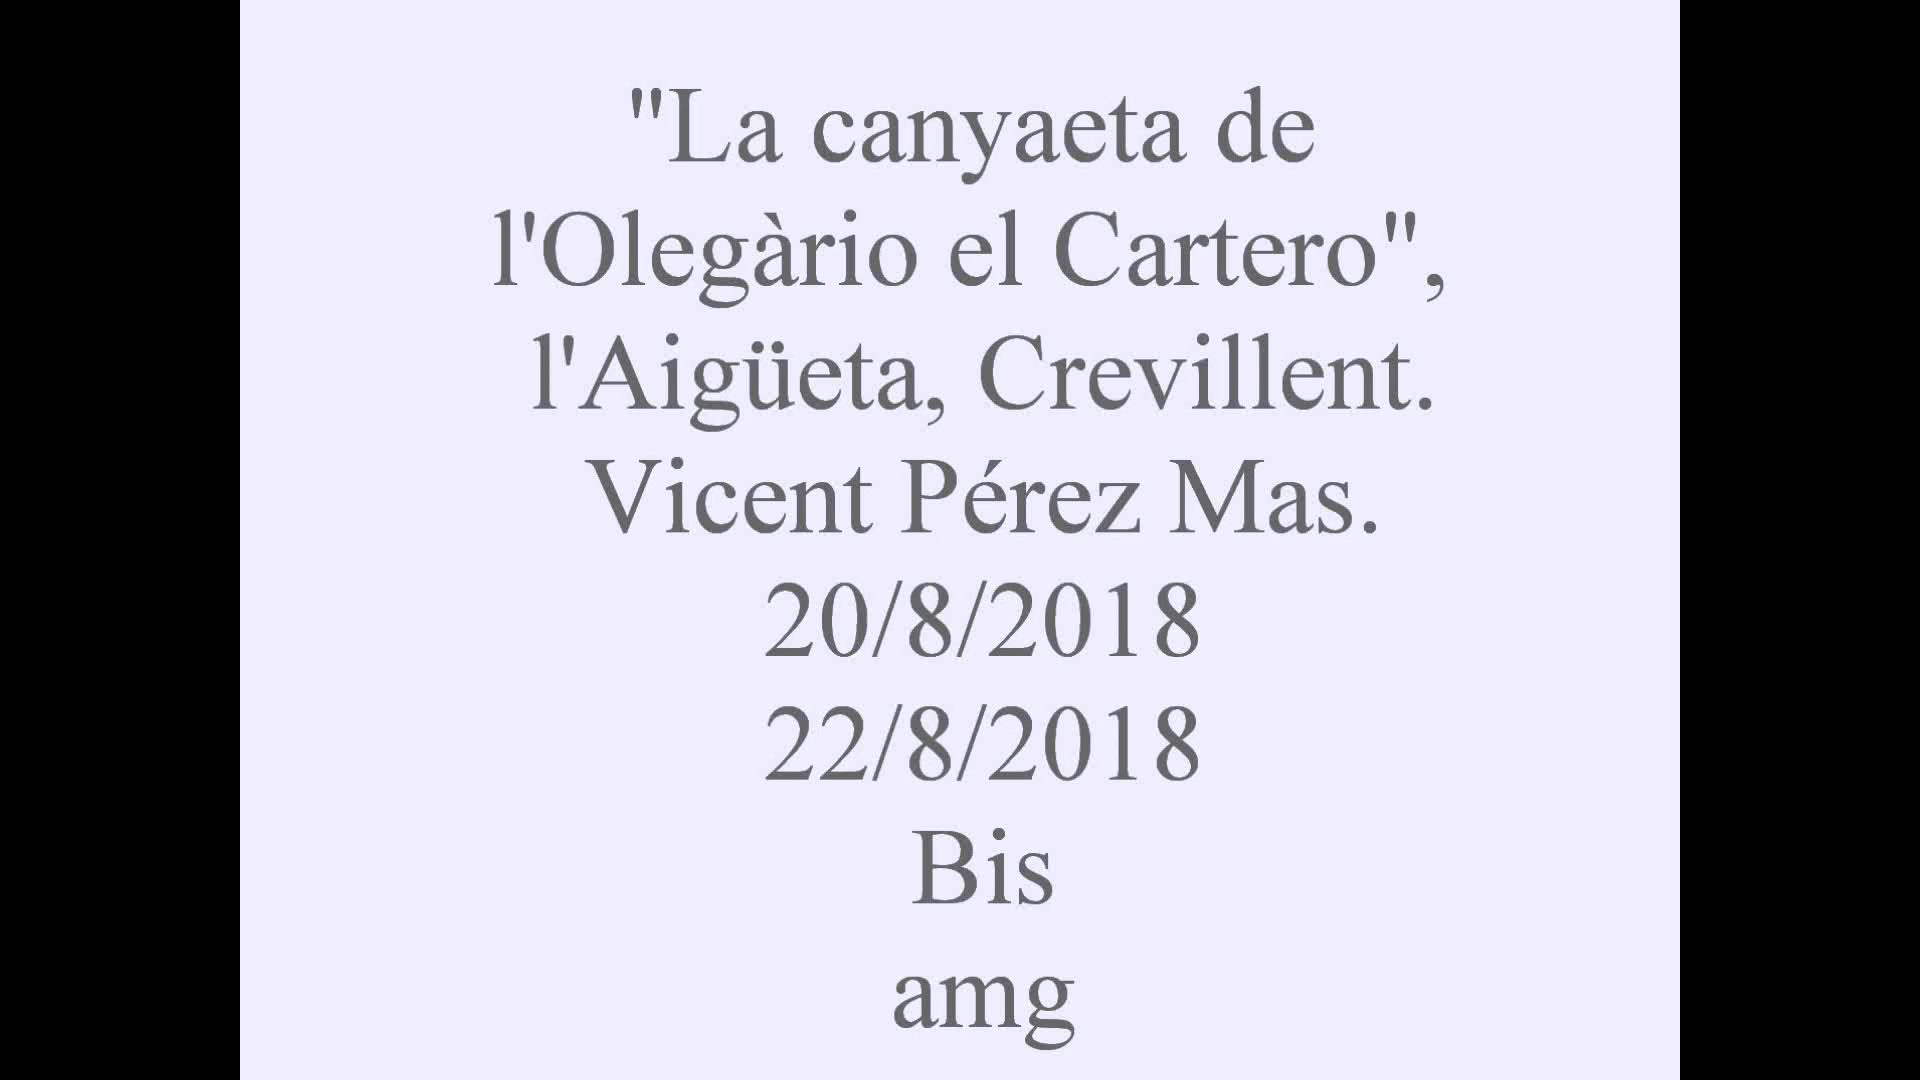 "La canyaeta de
l'Olegàrio el Cartero",
l'Aigüeta, Crevillent.
Vicent Pérez Mas.
20/8/2018
22/8/2018
Bis
amg